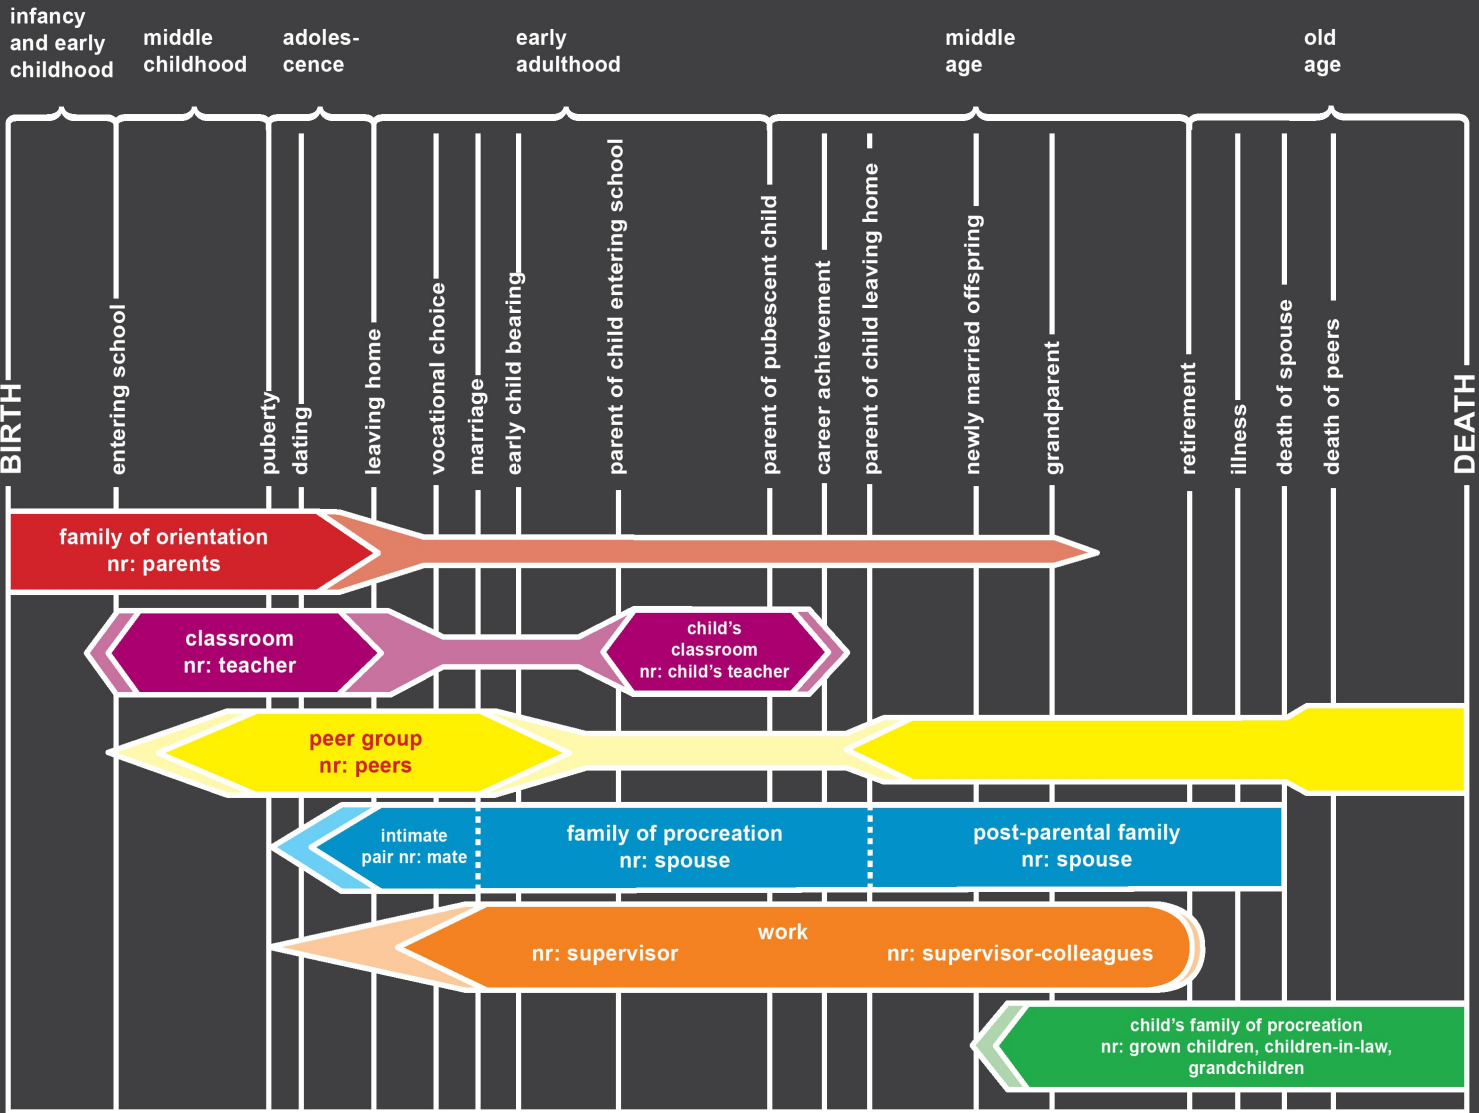 infancy
and early
childhood
middle
childhood
adoles-
cence
early
adulthood
middle
age
old
age
BIRTH
entering school
puberty
dating
leaving home
vocational choice
marriage
early child bearing
parent of child entering school
parent of pubescent child
career achievement
parent of child leaving home
newly married offspring
grandparent
retirement
illness
death of spouse
death of peers
DEATH
family of orientation
nr: parents
classroom
nr: teacher
child's
classroom
nr: child's teacher
peer group
nr: peers
intimate
pair nr: mate
family of procreation
nr: spouse
post-parental family
nr: spouse
work
nr: supervisor
nr: supervisor-colleagues
child's family of procreation
nr: grown children, children-in-law,
grandchildren